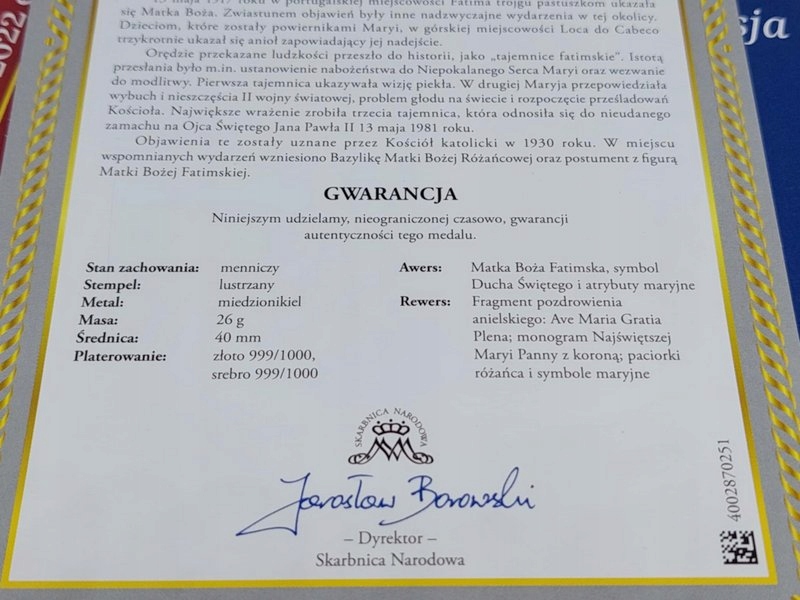 13 maja 1917 roku w portugalskiej miejscowości Fatima trojgu pastuszkom ukazała
się Matka Boża. Zwiastunem objawień były inne nadzwyczajne wydarzenia w tej okolicy.
Dzieciom, które zostały powiernikami Maryi, w górskiej miejscowości Loca do Cabeco
trzykrotnie ukazał się anioł zapowiadający jej nadejście.
Orędzie przekazane ludzkości przeszło do historii, jako „tajemnice fatimskie”. Istotą
przesłania było m.in. ustanowienie nabożeństwa do Niepokalanego Serca Maryi oraz wezwanie
do modlitwy. Pierwsza tajemnica ukazywała wizję piekła. W drugiej Maryja przepowiedziała
wybuch i nieszczęścia II wojny światowej, problem głodu na świecie i rozpoczęcie prześladowań
Kościoła. Największe wrażenie zrobiła trzecia tajemnica, która odnosiła się do nieudanego
zamachu na Ojca Świętego Jana Pawła II 13 maja 1981 roku.
Objawienia te zostały uznane przez Kościół katolicki w 1930 roku. W miejscu
wspomnianych wydarzeń wzniesiono Bazylikę Matki Bożej Różańcowej oraz postument z figurą
Matki Bożej Fatimskiej.
GWARANCJA
Niniejszym udzielamy, nieograniczonej czasowo, gwarancji
autentyczności tego medalu.
Stan zachowania: menniczy
Stempel: lustrzany
Metal: miedzionikiel
Masa: 26 g
Średnica: 40 mm
Platerowanie: złoto 999/1000,
srebro 999/1000
Awers: Matka Boża Fatimska, symbol
Ducha Świętego i atrybuty maryjne
Rewers: Fragment pozdrowienia
anielskiego: Ave Maria Gratia
Plena; monogram Najświętszej
Maryi Panny z koroną; paciorki
różańca i symbole maryjne
SKARBNICA NARODOWA
Jarosław Borowski
– Dyrektor –
Skarbnica Narodowa
4002870251
2022